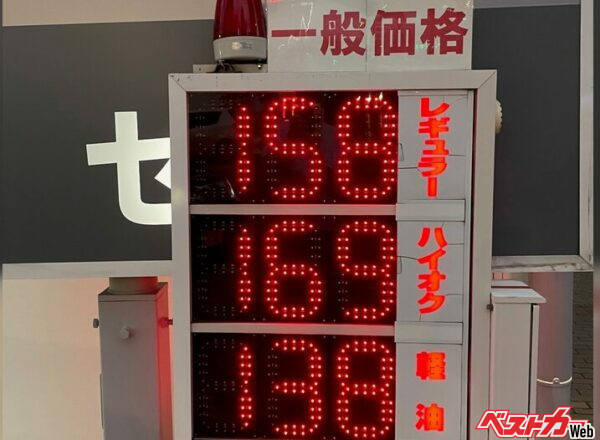 一般価格
158 レギュラー
セ
169 ハイオク
138 軽油
ベストカーWeb